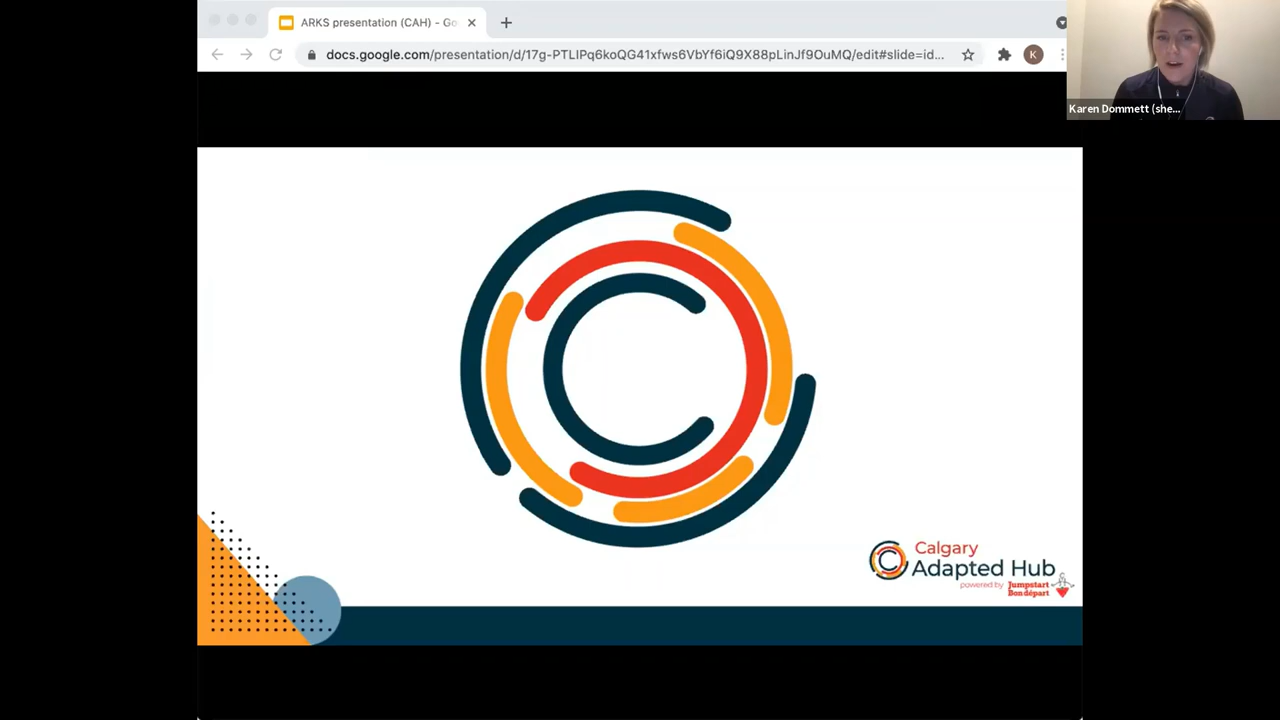 ARKS presentation (CAH) - Go
docs.google.com/presentation/d/17g-PTLIPq6koQG41xfws6VbYf6iQ9X88pLinJf9OuMQ/edit#slide=id...
K
Karen Dommett (she...
Calgary
Adapted Hub
powered by Jumpstart
Bon départ